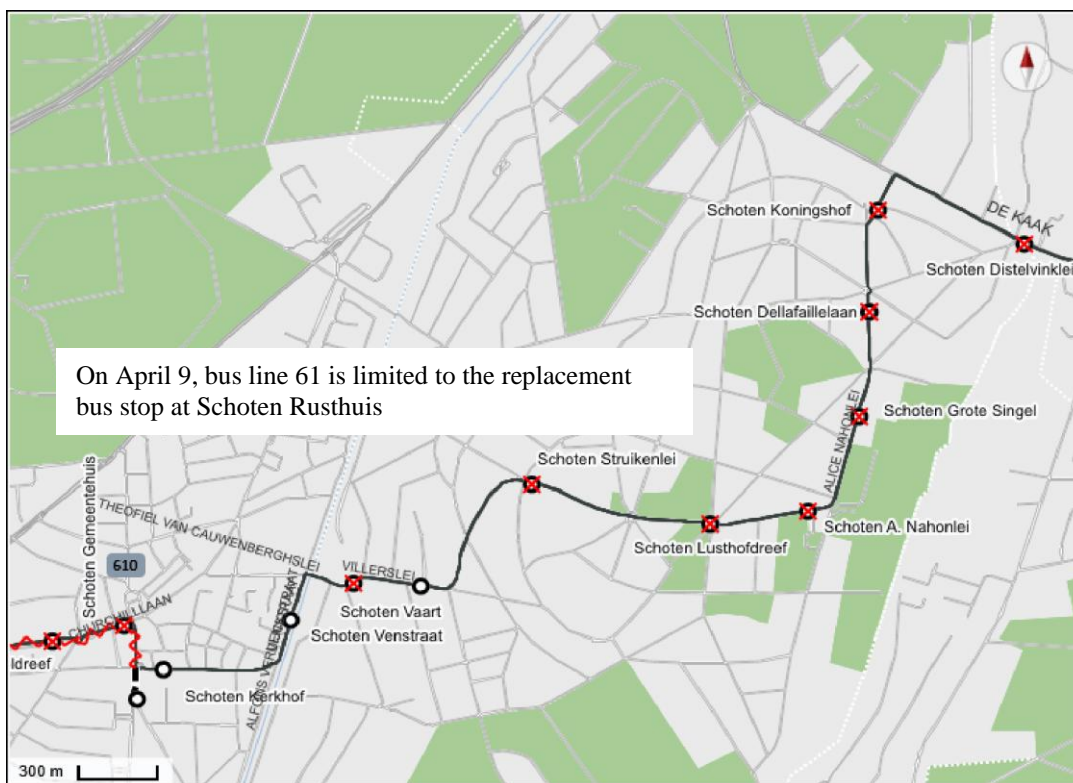 Schoten Koningshof
DE KAAK
Schoten Distelvinklei
Schoten Dellafaillelaan
On April 9, bus line 61 is limited to the replacement
bus stop at Schoten Rusthuis
ALICE NAHONLEI
Schoten Grote Singel
Schoten Struikenlei
Schoten Gemeentehuis
THEOFIEL VAN CAUWENBERGHSLEI
Schoten A. Nahonlei
Schoten Lusthofdreef
610
VILLERSLEI
Schoten Vaart
CHURCHILLLAAN
Schoten Venstraat
ldreef
Schoten Kerkhof
ALFONS
300 m